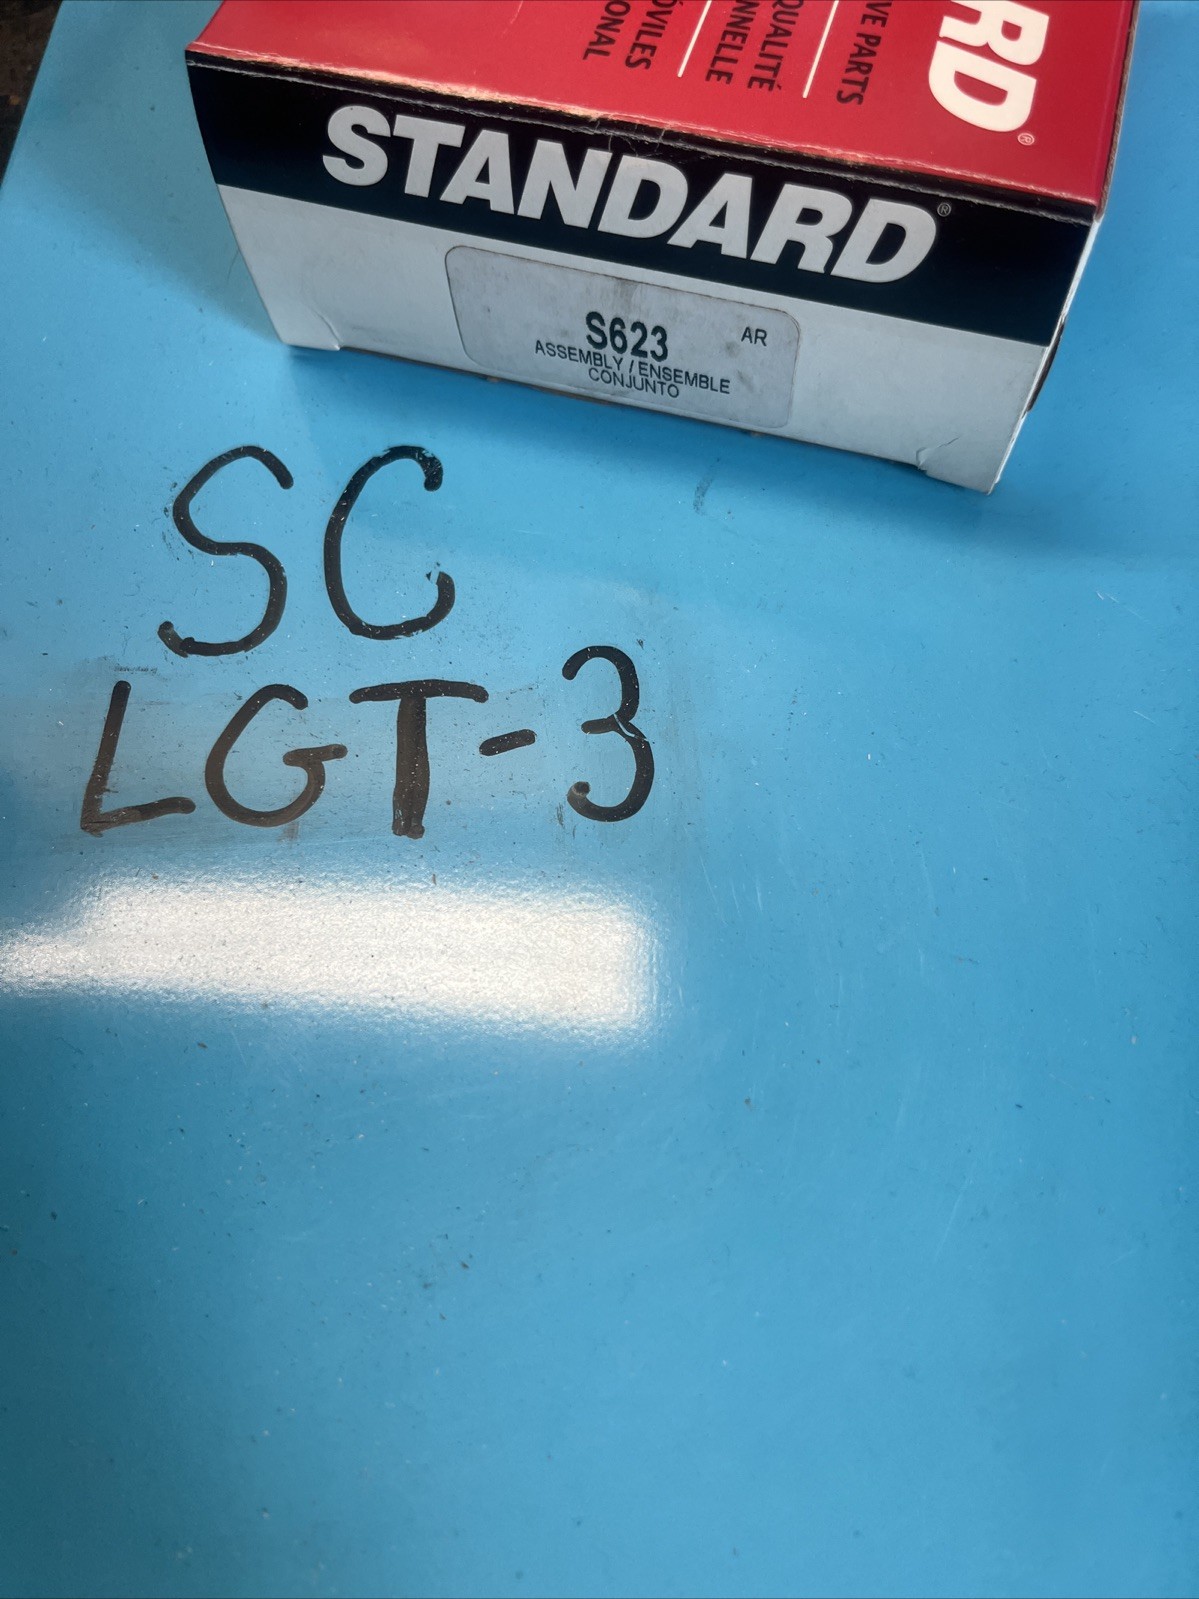 RD®
VE PARTS
QUALITÉ
NNELLE
ÓVILES
ONAL
STANDARD®
S623 AR
ASSEMBLY / ENSEMBLE
CONJUNTO
SC
LGT-3